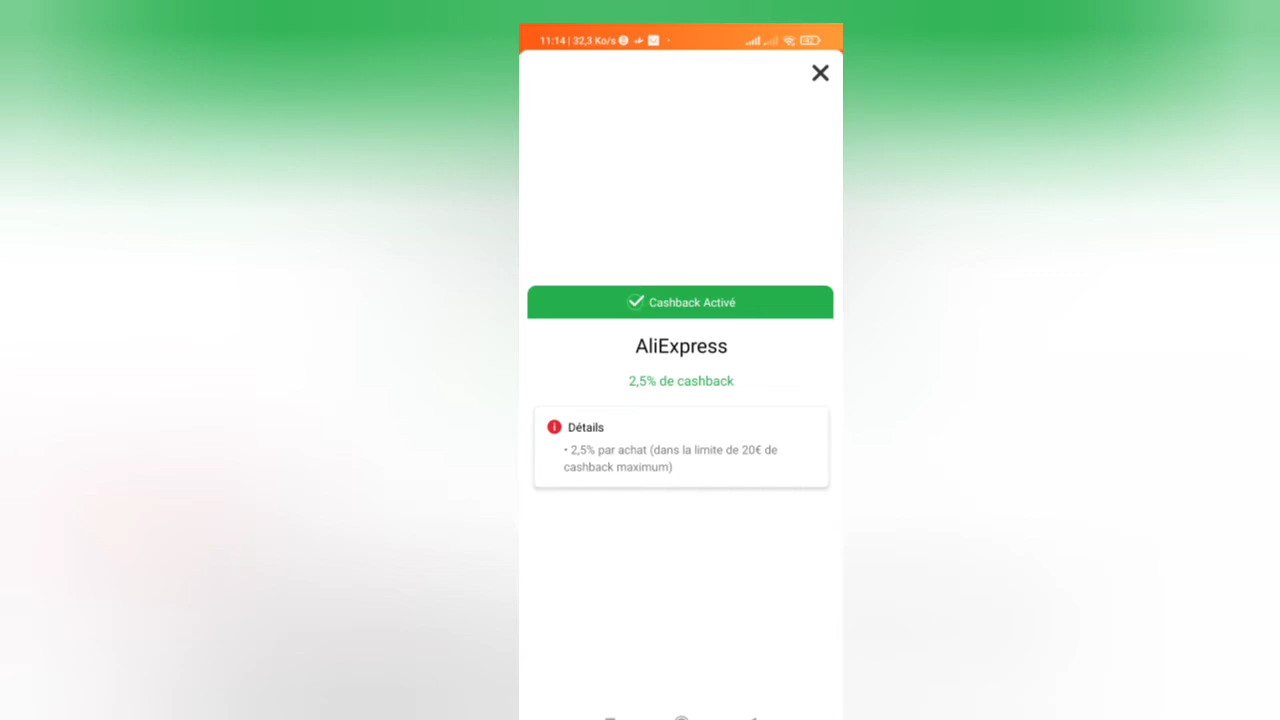 11:14 | 32,3 Ko/s
Cashback Activé
AliExpress
2,5% de cashback
Détails
• 2,5% par achat (dans la limite de 20€ de
cashback maximum)